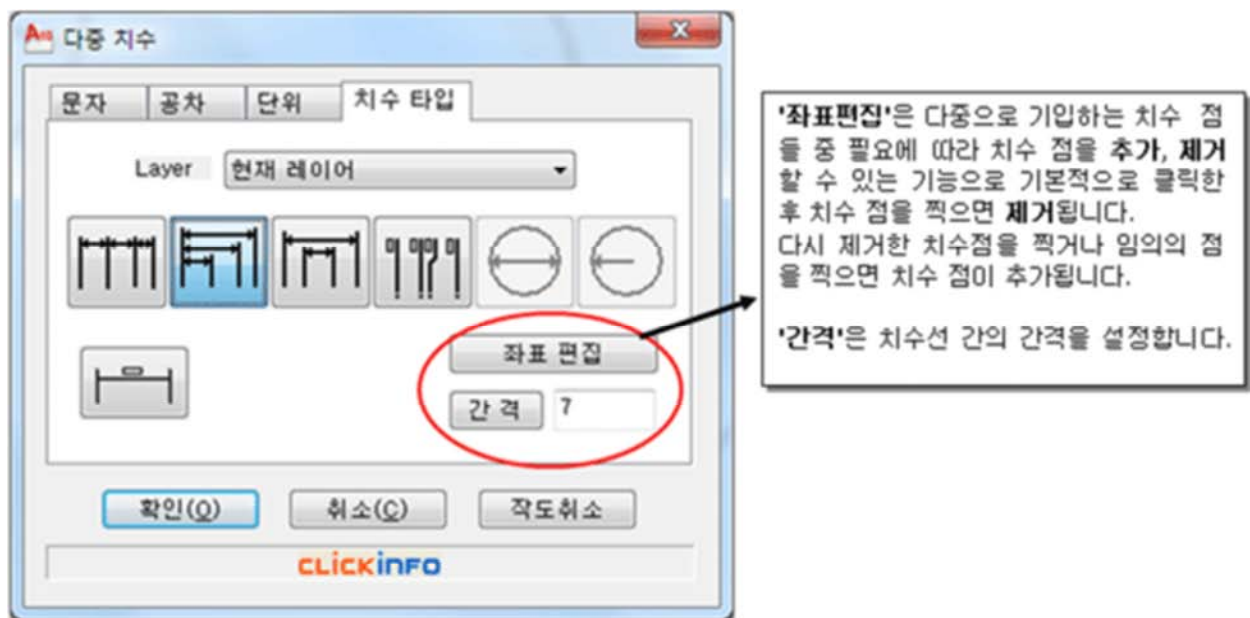 다중 치수
문자 공차 단위 치수 타입
Layer 현재 레이어
좌표 편집
간 격 7
확인(O) 취소(C) 작도취소
CLICKINFO
'좌표편집'은 다중으로 기입하는 치수 점
들 중 필요에 따라 치수 점을 추가, 제거
할 수 있는 기능으로 기본적으로 클릭한
후 치수 점을 찍으면 제거됩니다.
다시 제거한 치수점을 찍거나 임의의 점
을 찍으면 치수 점이 추가됩니다.
'간격'은 치수선 간의 간격을 설정합니다.